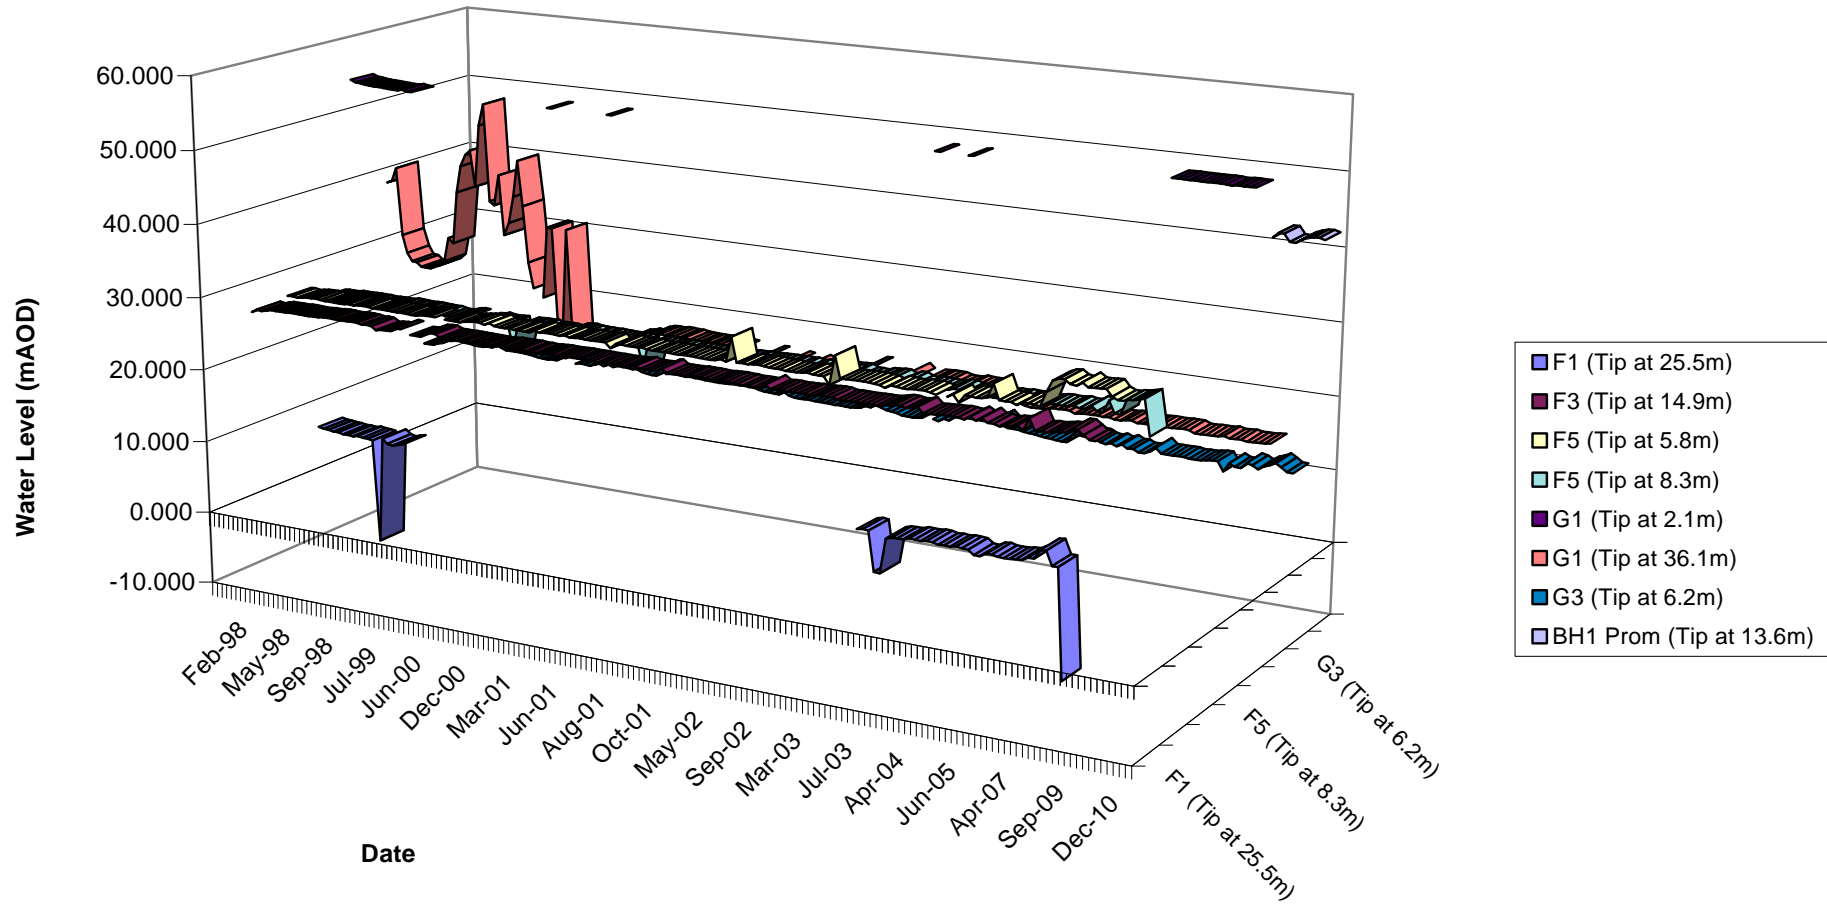 60.000
50.000
40.000
30.000
20.000
10.000
0.000
-10.000
Water Level (mAOD)
Feb-98
May-98
Sep-98
Jul-99
Jun-00
Dec-00
Mar-01
Jun-01
Aug-01
Oct-01
May-02
Sep-02
Mar-03
Jul-03
Apr-04
Jun-05
Apr-07
Sep-09
Dec-10
Date
F1 (Tip at 25.5m)
F5 (Tip at 8.3m)
G3 (Tip at 6.2m)
F1 (Tip at 25.5m)
F3 (Tip at 14.9m)
F5 (Tip at 5.8m)
F5 (Tip at 8.3m)
G1 (Tip at 2.1m)
G1 (Tip at 36.1m)
G3 (Tip at 6.2m)
BH1 Prom (Tip at 13.6m)